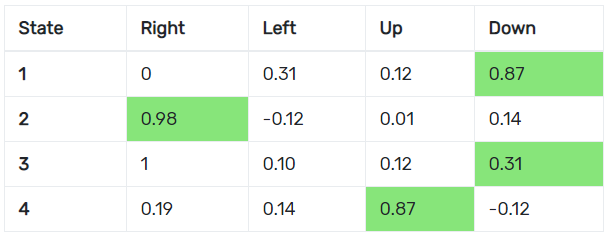 State Right Left Up Down
1 0 0.31 0.12 0.87
2 0.98 -0.12 0.01 0.14
3 1 0.10 0.12 0.31
4 0.19 0.14 0.87 -0.12